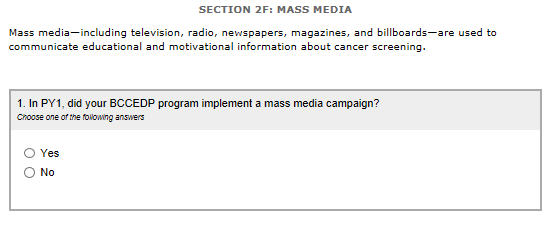 SECTION 2F: MASS MEDIA
Mass media—including television, radio, newspapers, magazines, and billboards—are used to
communicate educational and motivational information about cancer screening.
1. In PY1, did your BCCEDP program implement a mass media campaign?
Choose one of the following answers
Yes
No